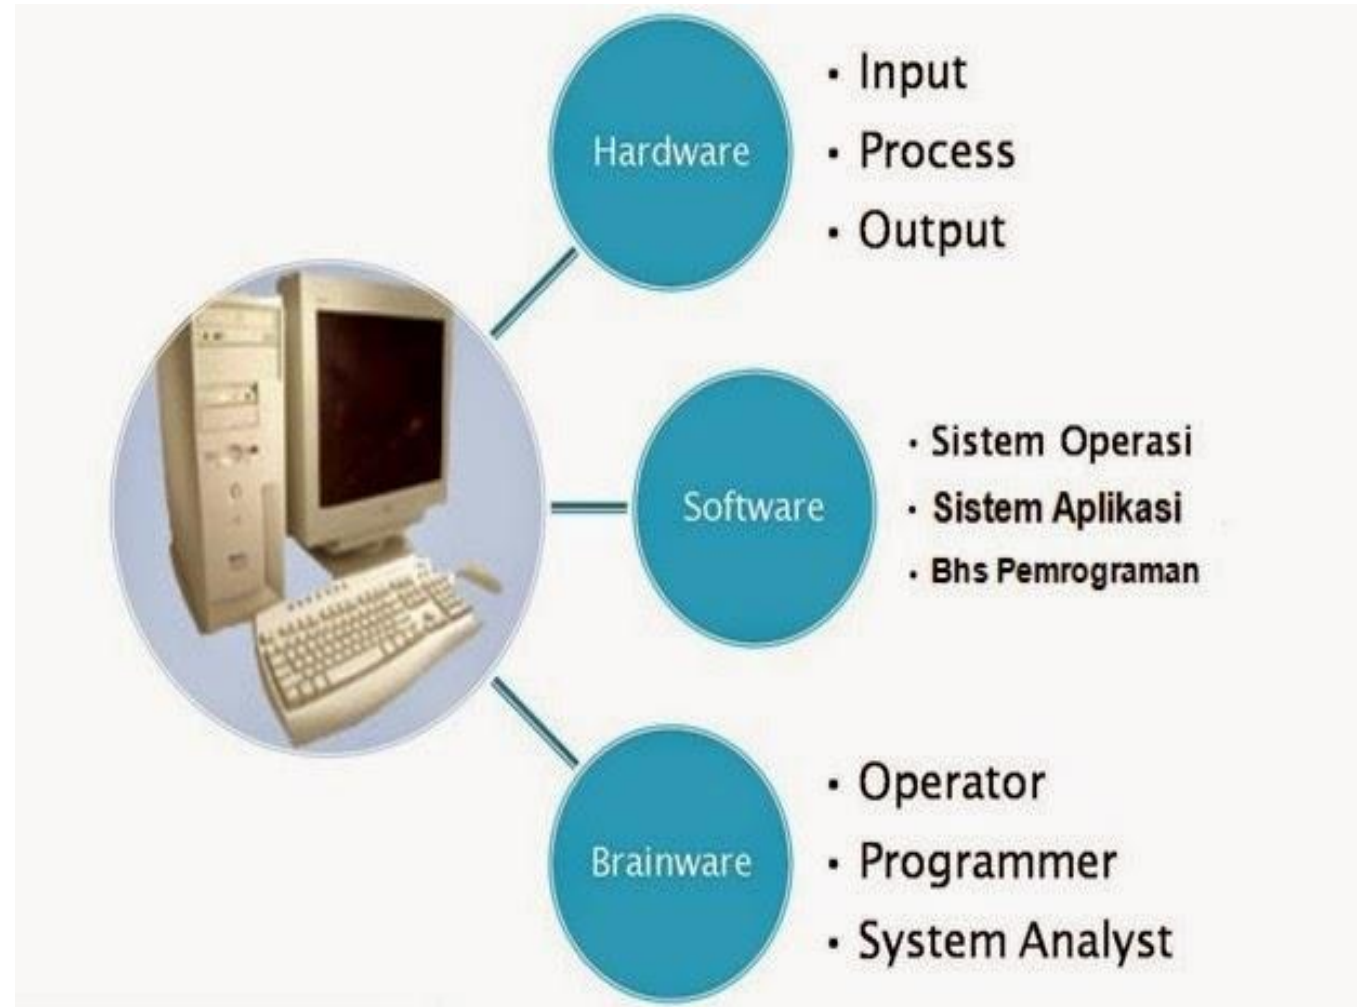 Hardware
• Input
• Process
• Output
Software
• Sistem Operasi
• Sistem Aplikasi
• Bhs Pemrograman
Brainware
• Operator
• Programmer
• System Analyst